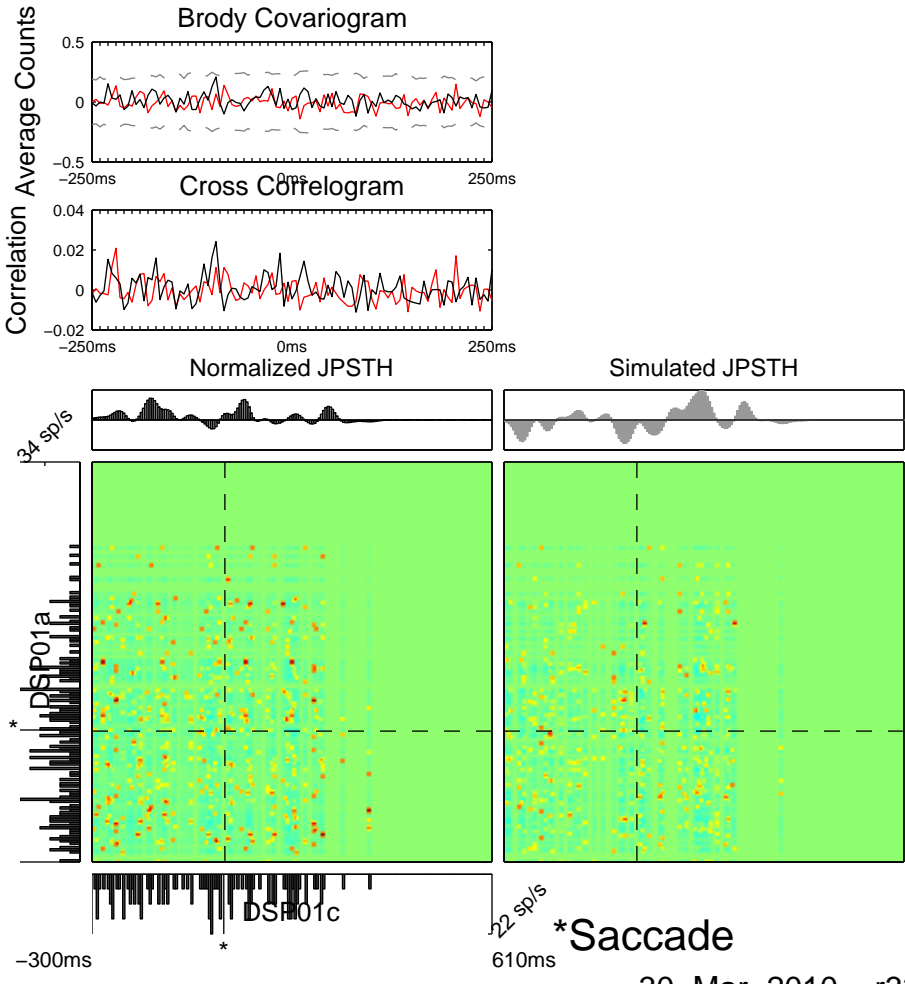 Brody Covariogram
Average Counts
0.5
0
−0.5
−250ms
0ms
250ms
Cross Correlogram
Correlation
0.04
0.02
0
−0.02
−250ms
0ms
250ms
Normalized JPSTH
Simulated JPSTH
34 sp/s
DSP01a
*
DSP01c
*
22 sp/s
−300ms
610ms
*Saccade